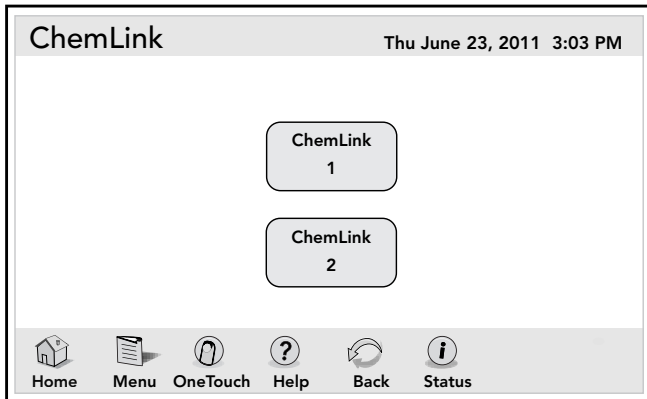 ChemLink Thu June 23, 2011 3:03 PM
ChemLink
1
ChemLink
2
Home Menu OneTouch Help Back Status